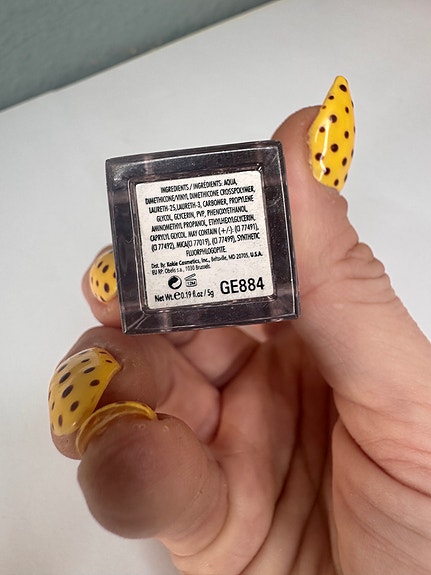 INGREDIENTS / INGRÉDIENTS: AQUA,
DIMETHICONE/VINYL DIMETHICONE CROSSPOLYMER,
LAURETH-25,LAURETH-3, CARBOMER, PROPYLENE
GLYCOL, GLYCERIN, PVP, PHENOXYETHANOL,
AMINOMETHYL PROPANOL, ETHYLHEXYLGLYCERIN,
CAPRYLYL GLYCOL. MAY CONTAIN (+/-): (CI 77491),
(CI 77492), MICA(CI 77019), (CI 77499), SYNTHETIC
FLUORPHLOGOPITE.
Dist. By: Kokie Cosmetics, Inc., Beltsville, MD 20705, U.S.A.
EU RP: Obelis s.a., 1030 Brussels.
12M
Net Wt. e 0.19 fl.oz / 5g GE884